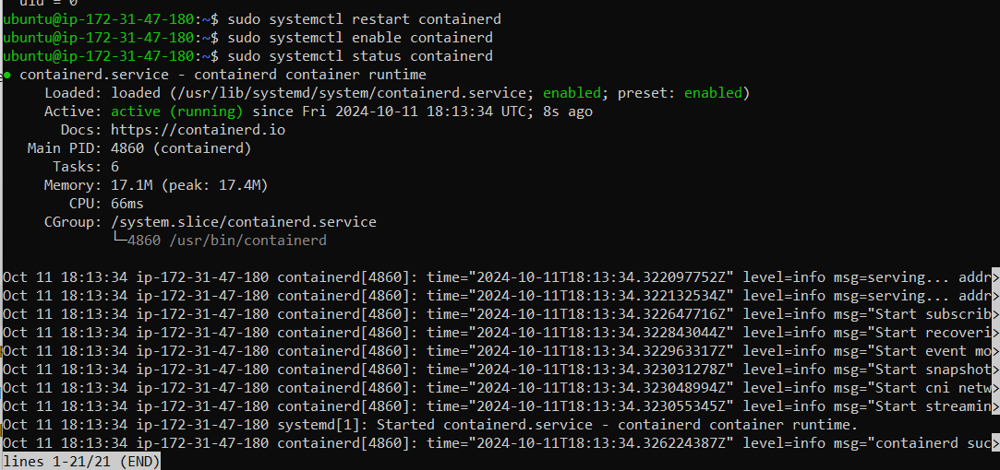 uid = 0
ubuntu@ip-172-31-47-180:~$ sudo systemctl restart containerd
ubuntu@ip-172-31-47-180:~$ sudo systemctl enable containerd
ubuntu@ip-172-31-47-180:~$ sudo systemctl status containerd
● containerd.service - containerd container runtime
     Loaded: loaded (/usr/lib/systemd/system/containerd.service; enabled; preset: enabled)
     Active: active (running) since Fri 2024-10-11 18:13:34 UTC; 8s ago
       Docs: https://containerd.io
   Main PID: 4860 (containerd)
      Tasks: 6
     Memory: 17.1M (peak: 17.4M)
        CPU: 66ms
     CGroup: /system.slice/containerd.service
             └─4860 /usr/bin/containerd
Oct 11 18:13:34 ip-172-31-47-180 containerd[4860]: time="2024-10-11T18:13:34.322097752Z" level=info msg=serving... addr>
Oct 11 18:13:34 ip-172-31-47-180 containerd[4860]: time="2024-10-11T18:13:34.322132534Z" level=info msg=serving... addr>
Oct 11 18:13:34 ip-172-31-47-180 containerd[4860]: time="2024-10-11T18:13:34.322647716Z" level=info msg="Start subscrib>
Oct 11 18:13:34 ip-172-31-47-180 containerd[4860]: time="2024-10-11T18:13:34.322843044Z" level=info msg="Start recoveri>
Oct 11 18:13:34 ip-172-31-47-180 containerd[4860]: time="2024-10-11T18:13:34.322963317Z" level=info msg="Start event mo>
Oct 11 18:13:34 ip-172-31-47-180 containerd[4860]: time="2024-10-11T18:13:34.323031278Z" level=info msg="Start snapshot>
Oct 11 18:13:34 ip-172-31-47-180 containerd[4860]: time="2024-10-11T18:13:34.323048994Z" level=info msg="Start cni netw>
Oct 11 18:13:34 ip-172-31-47-180 containerd[4860]: time="2024-10-11T18:13:34.323055345Z" level=info msg="Start streamin>
Oct 11 18:13:34 ip-172-31-47-180 systemd[1]: Started containerd.service - containerd container runtime.
Oct 11 18:13:34 ip-172-31-47-180 containerd[4860]: time="2024-10-11T18:13:34.326224387Z" level=info msg="containerd suc>
lines 1-21/21 (END)